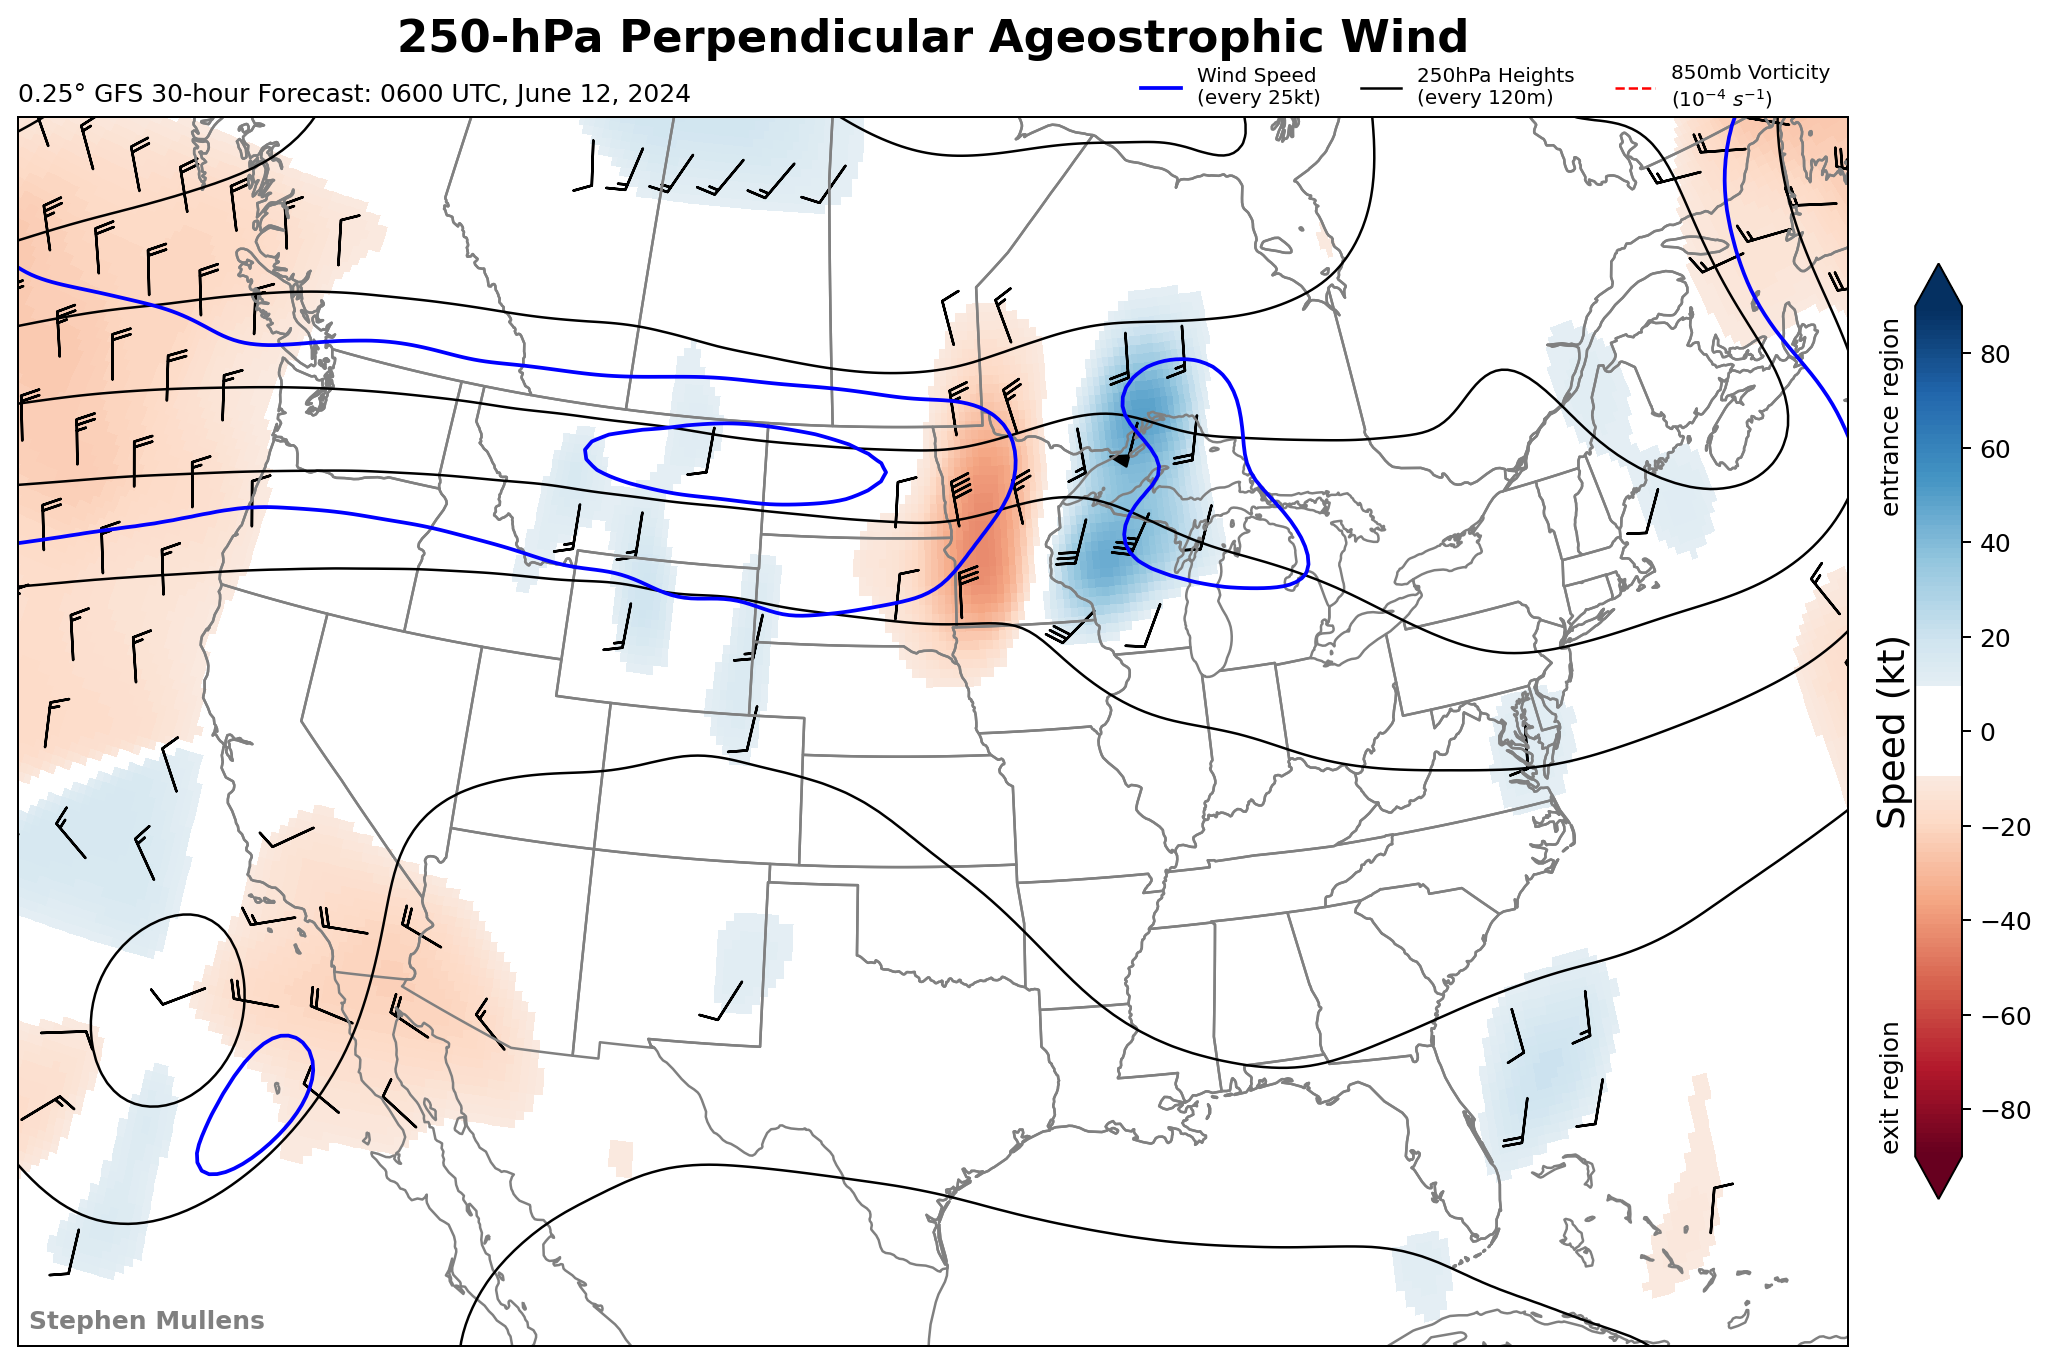 250-hPa Perpendicular Ageostrophic Wind
0.25° GFS 30-hour Forecast: 0600 UTC, June 12, 2024
Wind Speed
(every 25kt)
250hPa Heights
(every 120m)
850mb Vorticity
(10⁻⁴ s⁻¹)
entrance region
Speed (kt)
exit region
80
60
40
20
0
−20
−40
−60
−80
Stephen Mullens